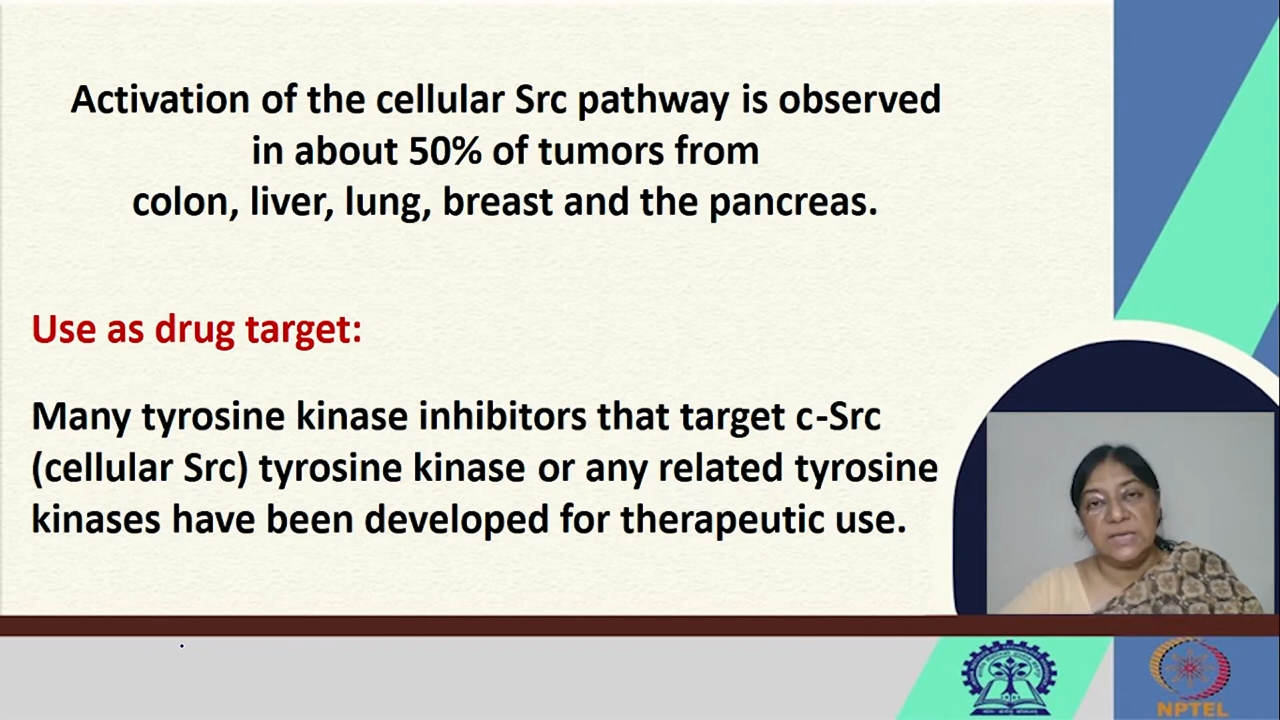 Activation of the cellular Src pathway is observed
in about 50% of tumors from
colon, liver, lung, breast and the pancreas.
Use as drug target:
Many tyrosine kinase inhibitors that target c-Src
(cellular Src) tyrosine kinase or any related tyrosine
kinases have been developed for therapeutic use.
NPTEL